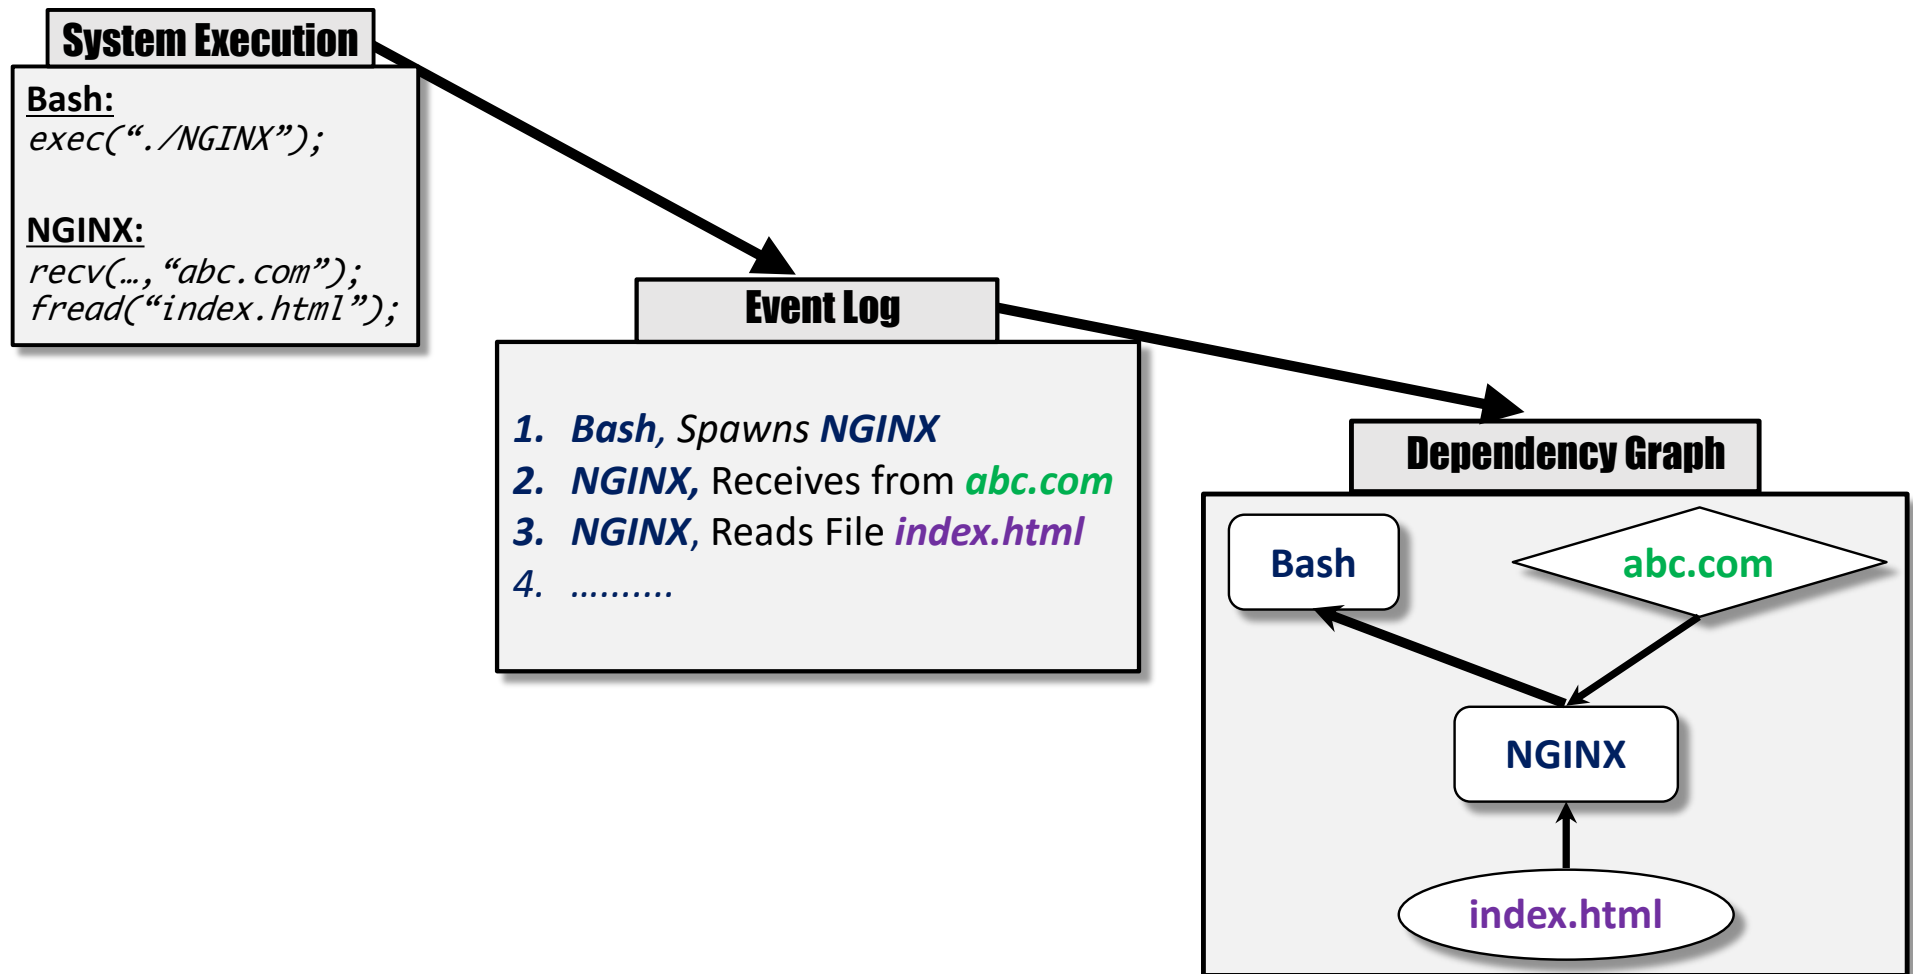 System Execution
Bash:
exec(“./NGINX”);
NGINX:
recv(…,“abc.com”);
fread(“index.html”);
Event Log
1. Bash, Spawns NGINX
2. NGINX, Receives from abc.com
3. NGINX, Reads File index.html
4. ….......
Dependency Graph
Bash
abc.com
NGINX
index.html